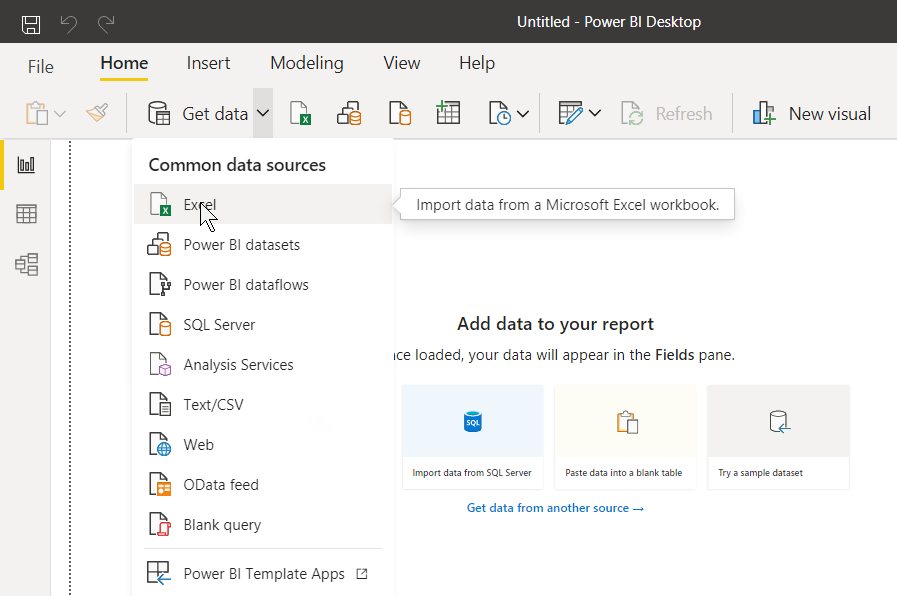 Untitled - Power BI Desktop
File Home Insert Modeling View Help
Get data Refresh New visual
Common data sources
Excel
Import data from a Microsoft Excel workbook.
Power BI datasets
Power BI dataflows
SQL Server
Analysis Services
Text/CSV
Web
OData feed
Blank query
Power BI Template Apps
Add data to your report
loaded, your data will appear in the Fields pane.
SQL
Import data from SQL Server
Paste data into a blank table
Try a sample dataset
Get data from another source →